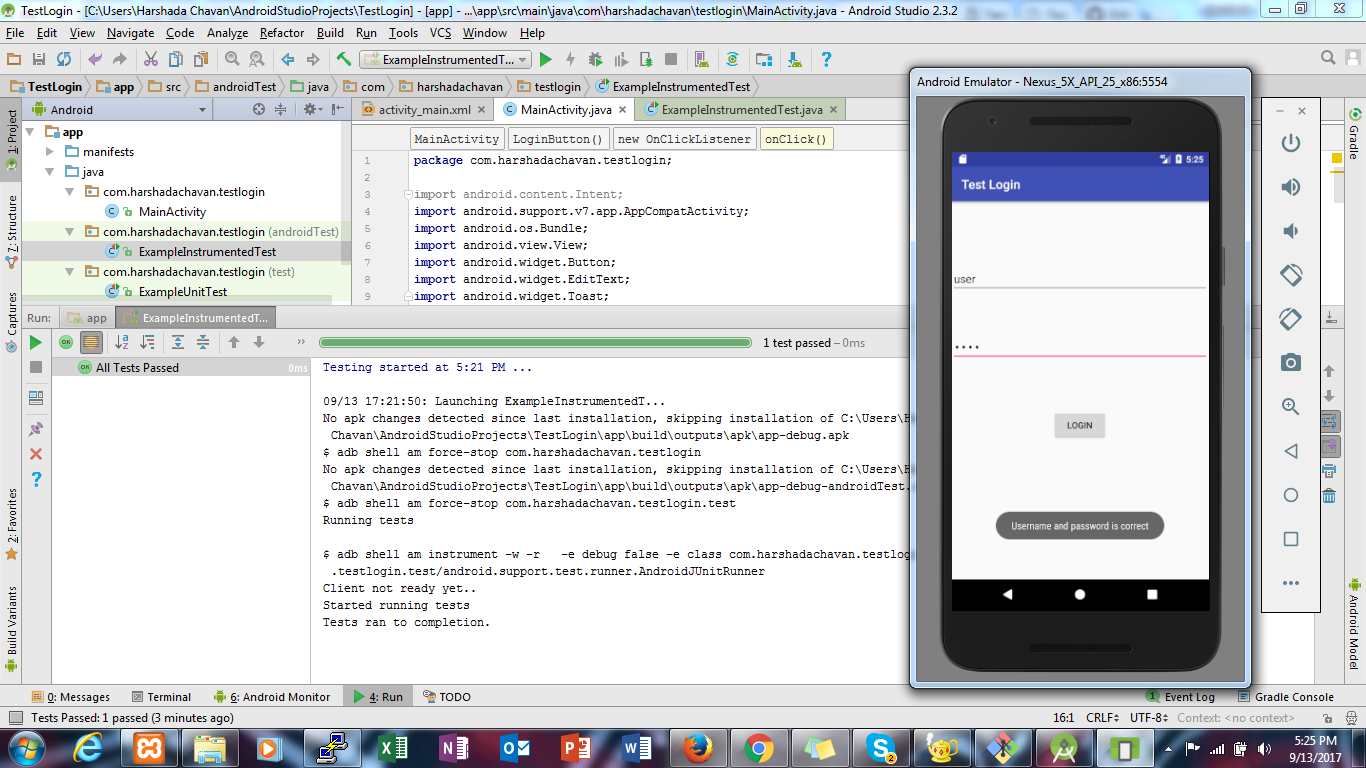 TestLogin - [C:\Users\Harshada Chavan\AndroidStudioProjects\TestLogin] - [app] - ...\app\src\main\java\com\harshadachavan\testlogin\MainActivity.java - Android Studio 2.3.2
File Edit View Navigate Code Analyze Refactor Build Run Tools VCS Window Help
ExampleInstrumentedT...
TestLogin app src androidTest java com harshadachavan testlogin ExampleInstrumentedTest
Android
activity_main.xml MainActivity.java ExampleInstrumentedTest.java
MainActivity LoginButton() new OnClickListener onClick()
app
manifests
java
com.harshadachavan.testlogin
MainActivity
com.harshadachavan.testlogin (androidTest)
ExampleInstrumentedTest
com.harshadachavan.testlogin (test)
ExampleUnitTest
1 package com.harshadachavan.testlogin;
2
3 import android.content.Intent;
4 import android.support.v7.app.AppCompatActivity;
5 import android.os.Bundle;
6 import android.view.View;
7 import android.widget.Button;
8 import android.widget.EditText;
9 import android.widget.Toast;
1: Project
7: Structure
Captures
2: Favorites
Build Variants
Run: app ExampleInstrumentedT...
1 test passed – 0ms
OK All Tests Passed 0ms
Testing started at 5:21 PM ...
09/13 17:21:50: Launching ExampleInstrumentedT...
No apk changes detected since last installation, skipping installation of C:\Users\H
Chavan\AndroidStudioProjects\TestLogin\app\build\outputs\apk\app-debug.apk
$ adb shell am force-stop com.harshadachavan.testlogin
No apk changes detected since last installation, skipping installation of C:\Users\H
Chavan\AndroidStudioProjects\TestLogin\app\build\outputs\apk\app-debug-androidTest.
$ adb shell am force-stop com.harshadachavan.testlogin.test
Running tests
$ adb shell am instrument -w -r -e debug false -e class com.harshadachavan.testlog
.testlogin.test/android.support.test.runner.AndroidJUnitRunner
Client not ready yet..
Started running tests
Tests ran to completion.
Android Emulator - Nexus_5X_API_25_x86:5554
5:25
Test Login
user
LOGIN
Username and password is correct
Gradle
Android Model
0: Messages Terminal 6: Android Monitor 4: Run TODO
1 Event Log Gradle Console
Tests Passed: 1 passed (3 minutes ago)
16:1 CRLF UTF-8 Context: <no context>
2
5:25 PM
9/13/2017